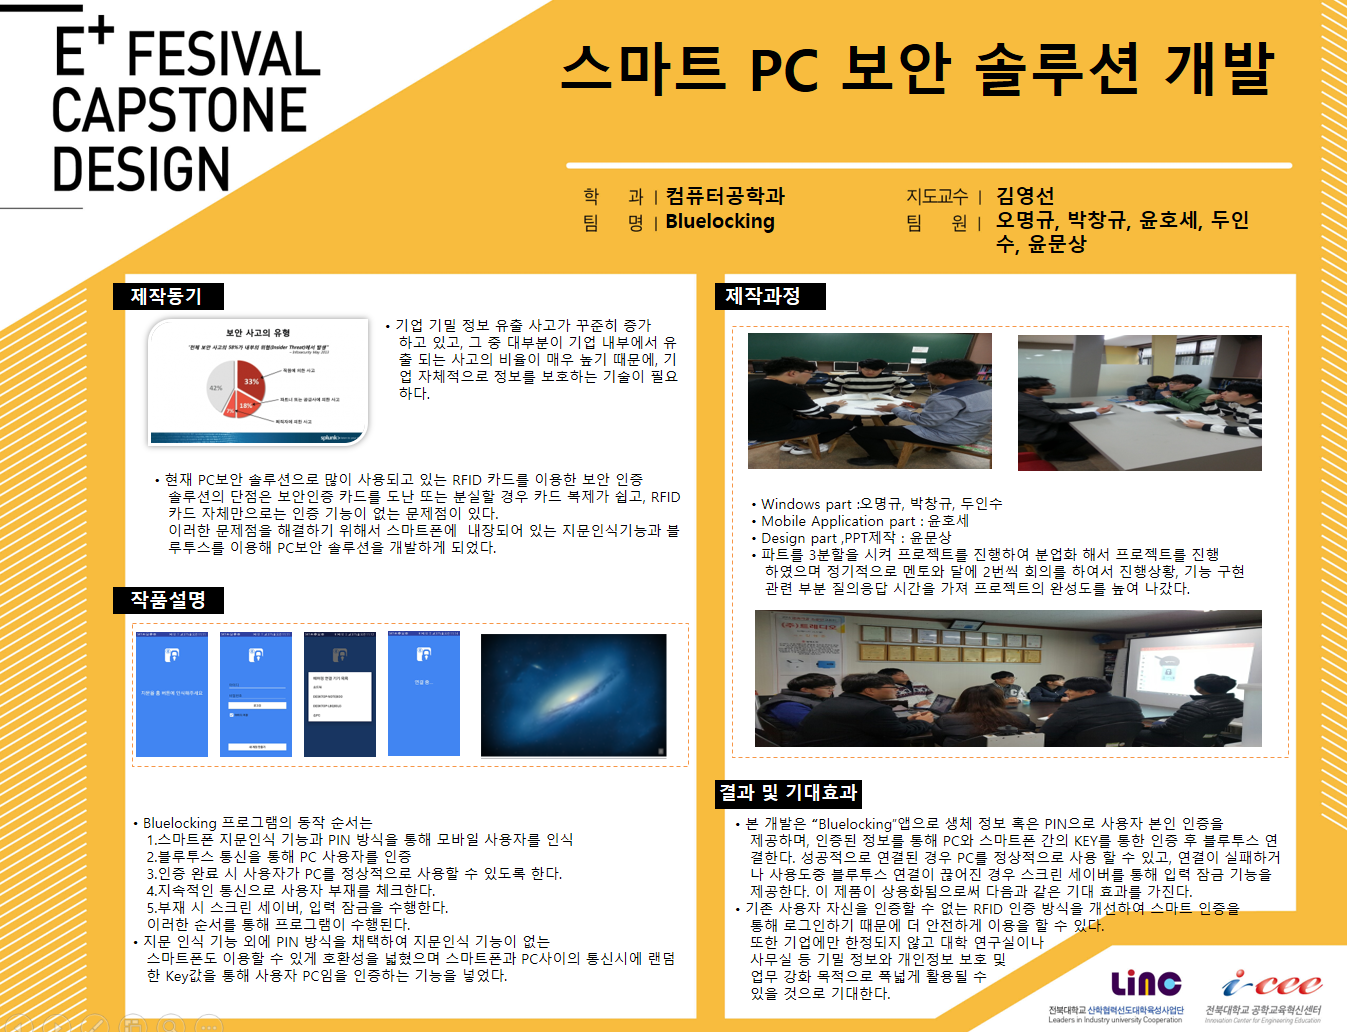 E+ FESIVAL
CAPSTONE
DESIGN
스마트 PC 보안 솔루션 개발
학 과 | 컴퓨터공학과
팀 명 | Bluelocking
지도교수 | 김영선
팀 원 | 오명규, 박창규, 윤호세, 두인
수, 윤문상
제작동기
보안 사고의 유형
"전체 보안 사고의 58%가 내부의 위협(Insider Threat)에서 발생"
33%
18%
7%
42%
splunk>
• 기업 기밀 정보 유출 사고가 꾸준히 증가
하고 있고, 그 중 대부분이 기업 내부에서 유
출 되는 사고의 비율이 매우 높기 때문에, 기
업 자체적으로 정보를 보호하는 기술이 필요
하다.
• 현재 PC보안 솔루션으로 많이 사용되고 있는 RFID 카드를 이용한 보안 인증
솔루션의 단점은 보안인증 카드를 도난 또는 분실할 경우 카드 복제가 쉽고, RFID
카드 자체만으로는 인증 기능이 없는 문제점이 있다.
이러한 문제점을 해결하기 위해서 스마트폰에 내장되어 있는 지문인식기능과 블
루투스를 이용해 PC보안 솔루션을 개발하게 되었다.
작품설명
지문을 홈 버튼에 인식해주세요
연결 중...
• Bluelocking 프로그램의 동작 순서는
1.스마트폰 지문인식 기능과 PIN 방식을 통해 모바일 사용자를 인식
2.블루투스 통신을 통해 PC 사용자를 인증
3.인증 완료 시 사용자가 PC를 정상적으로 사용할 수 있도록 한다.
4.지속적인 통신으로 사용자 부재를 체크한다.
5.부재 시 스크린 세이버, 입력 잠금을 수행한다.
이러한 순서를 통해 프로그램이 수행된다.
• 지문 인식 기능 외에 PIN 방식을 채택하여 지문인식 기능이 없는
스마트폰도 이용할 수 있게 호환성을 넓혔으며 스마트폰과 PC사이의 통신시에 랜덤
한 Key값을 통해 사용자 PC임을 인증하는 기능을 넣었다.
제작과정
• Windows part :오명규, 박창규, 두인수
• Mobile Application part : 윤호세
• Design part ,PPT제작 : 윤문상
• 파트를 3분할을 시켜 프로젝트를 진행하여 분업화 해서 프로젝트를 진행
하였으며 정기적으로 멘토와 달에 2번씩 회의를 하여서 진행상황, 기능 구현
관련 부분 질의응답 시간을 가져 프로젝트의 완성도를 높여 나갔다.
결과 및 기대효과
• 본 개발은 "Bluelocking"앱으로 생체 정보 혹은 PIN으로 사용자 본인 인증을
제공하며, 인증된 정보를 통해 PC와 스마트폰 간의 KEY를 통한 인증 후 블루투스 연
결한다. 성공적으로 연결된 경우 PC를 정상적으로 사용 할 수 있고, 연결이 실패하거
나 사용도중 블루투스 연결이 끊어진 경우 스크린 세이버를 통해 입력 잠금 기능을
제공한다. 이 제품이 상용화됨으로써 다음과 같은 기대 효과를 가진다.
• 기존 사용자 자신을 인증할 수 없는 RFID 인증 방식을 개선하여 스마트 인증을
통해 로그인하기 때문에 더 안전하게 이용을 할 수 있다.
또한 기업에만 한정되지 않고 대학 연구실이나
사무실 등 기밀 정보와 개인정보 보호 및
업무 강화 목적으로 폭넓게 활용될 수
있을 것으로 기대한다.
LINC
전북대학교 산학협력선도대학육성사업단
Leaders in Industry university Cooperation
i-cee
전북대학교 공학교육혁신센터
Innovation Center for Engineering Education